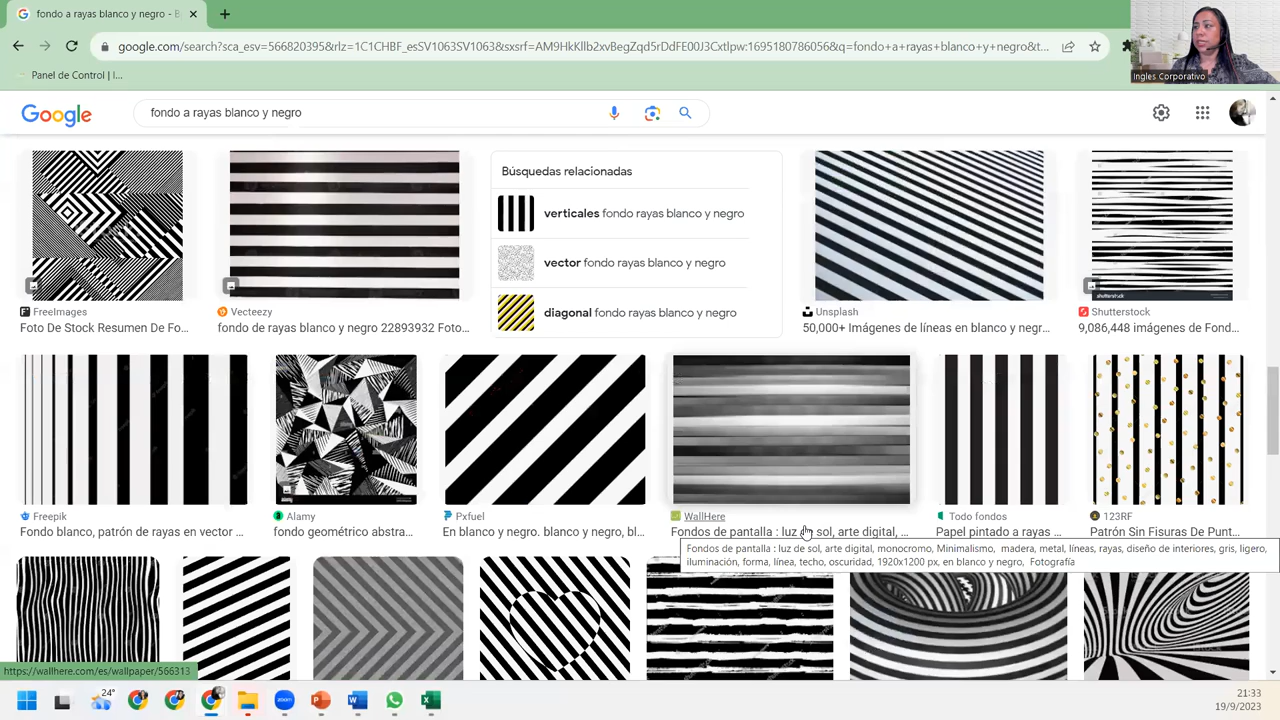 fondo a rayas blanco y negro - B
google.com/search?sca_esv=566820395&rlz=1C1CHBF_esSV1063SV1063&sxsrf=AM9HkKllb2xvBegZqd5rDdFE00J3Cxtlpw:1695180786056&q=fondo+a+rayas+blanco+y+negro&t...
Panel de Control | I...
Ingles Corporativo
Google
fondo a rayas blanco y negro
Búsquedas relacionadas
verticales fondo rayas blanco y negro
vector fondo rayas blanco y negro
diagonal fondo rayas blanco y negro
shutterstock
FreeImages
Foto De Stock Resumen De Fo...
Vecteezy
fondo de rayas blanco y negro 22893932 Foto...
Unsplash
50,000+ Imágenes de líneas en blanco y negr...
Shutterstock
9,086,448 imágenes de Fond...
alamy
Freepik
Fondo blanco, patrón de rayas en vector ...
Alamy
fondo geométrico abstra...
Pxfuel
En blanco y negro. blanco y negro, bl...
WallHere
Fondos de pantalla : luz de sol, arte digital, ...
Todo fondos
Papel pintado a rayas ...
123RF
Patrón Sin Fisuras De Punt...
Fondos de pantalla : luz de sol, arte digital, monocromo, Minimalismo, madera, metal, líneas, rayas, diseño de interiores, gris, ligero,
iluminación, forma, línea, techo, oscuridad, 1920x1200 px, en blanco y negro, Fotografía
https://wallhere.com/es/wallpaper/566313
24°
zoom
21:33
19/9/2023